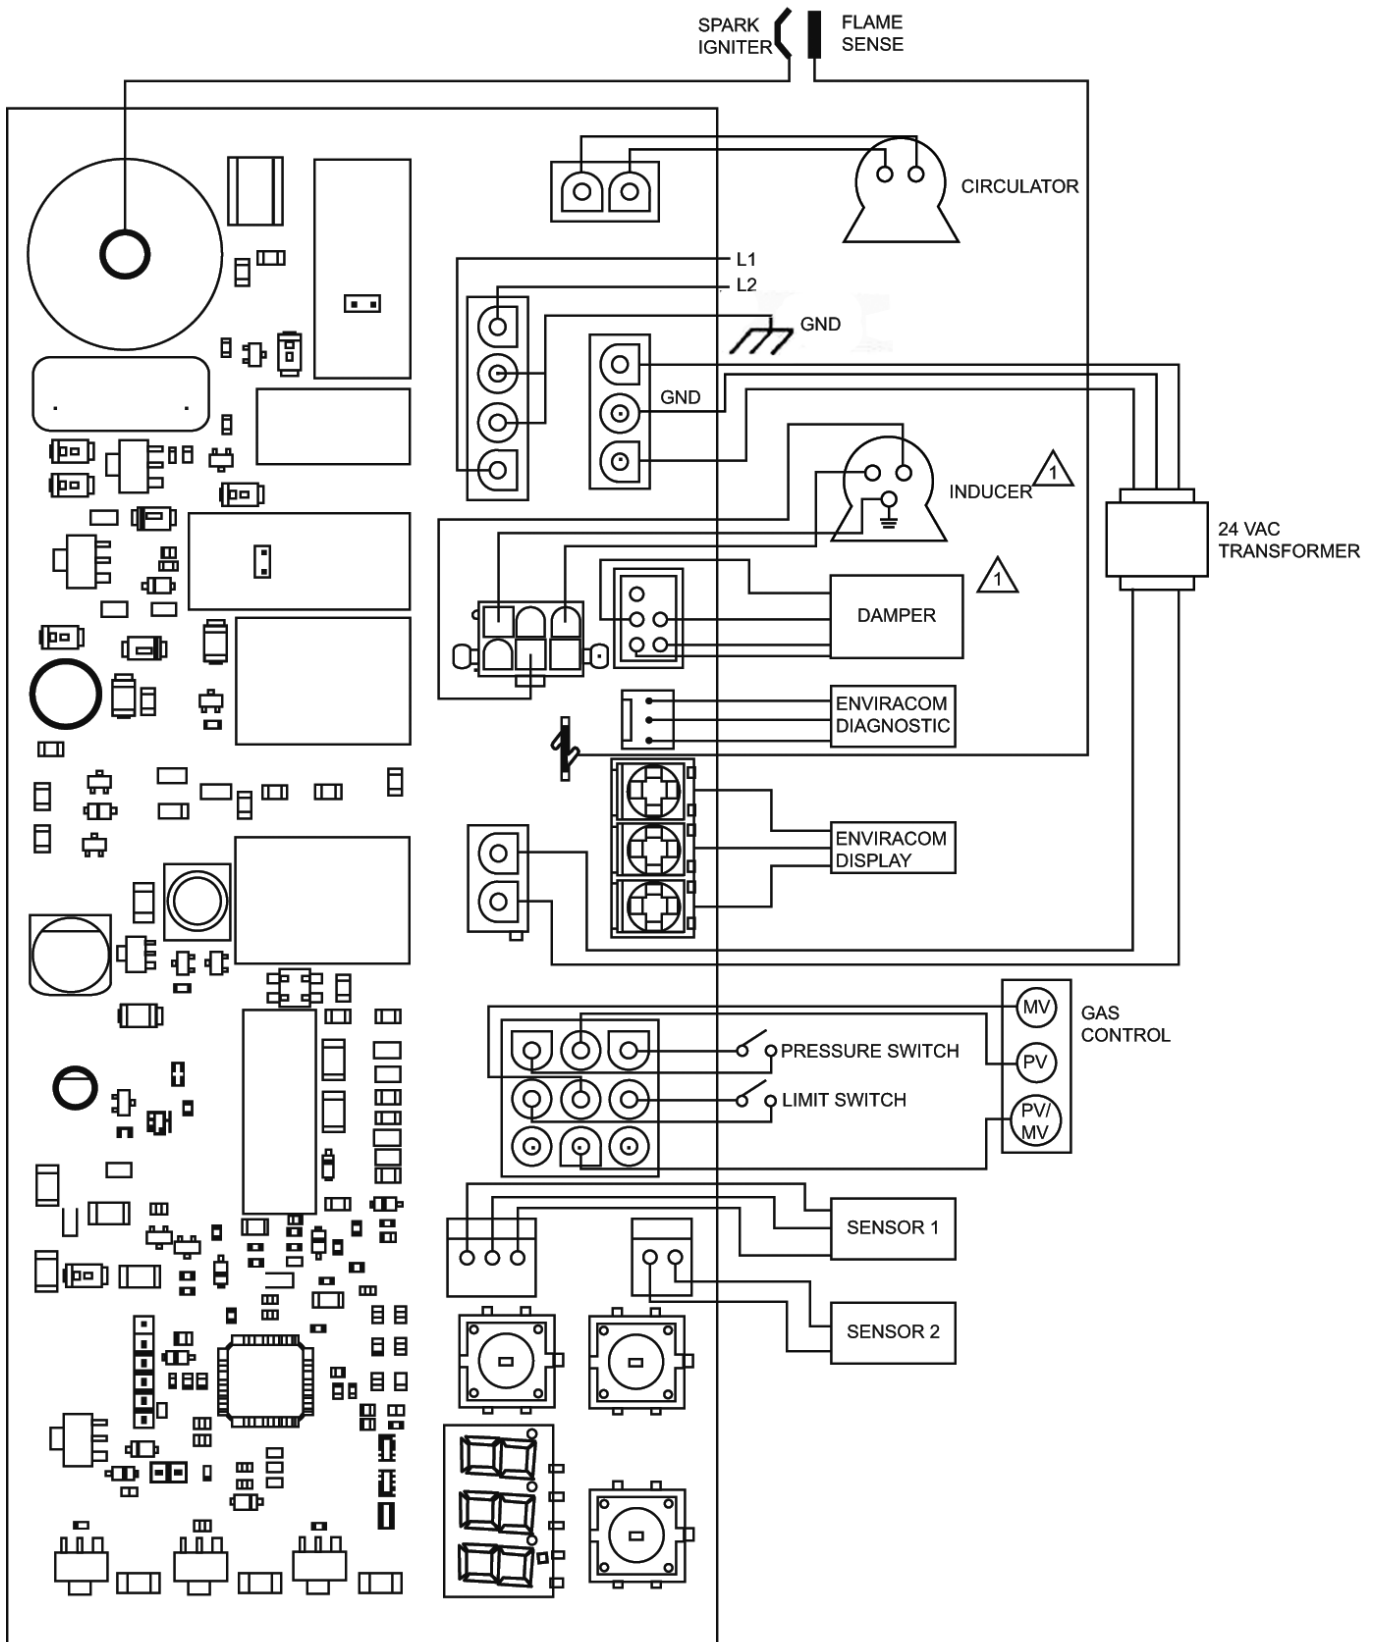 SPARK
IGNITER
FLAME
SENSE
CIRCULATOR
L1
L2
GND
GND
INDUCER
1
24 VAC
TRANSFORMER
1
DAMPER
ENVIRACOM
DIAGNOSTIC
ENVIRACOM
DISPLAY
MV
GAS
CONTROL
PRESSURE SWITCH
PV
LIMIT SWITCH
PV/
MV
SENSOR 1
SENSOR 2